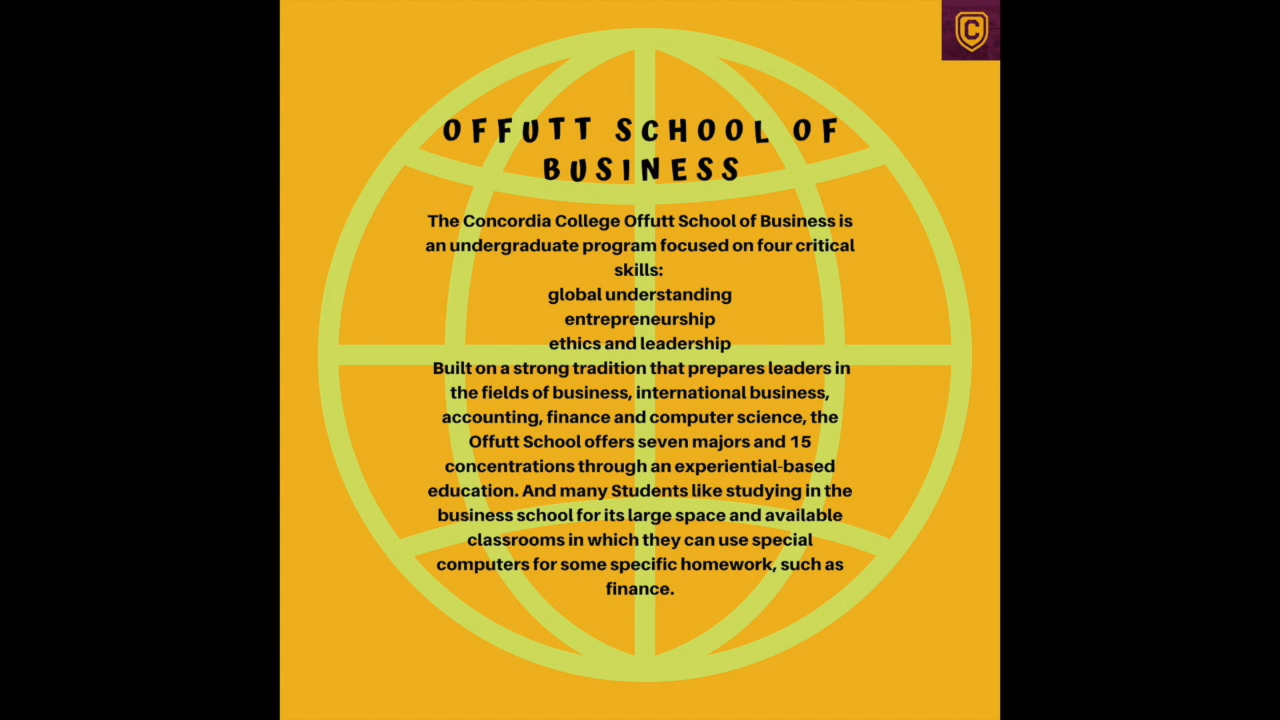 C
OFFUTT SCHOOL OF
BUSINESS
The Concordia College Offutt School of Business is
an undergraduate program focused on four critical
skills:
global understanding
entrepreneurship
ethics and leadership
Built on a strong tradition that prepares leaders in
the fields of business, international business,
accounting, finance and computer science, the
Offutt School offers seven majors and 15
concentrations through an experiential-based
education. And many Students like studying in the
business school for its large space and available
classrooms in which they can use special
computers for some specific homework, such as
finance.